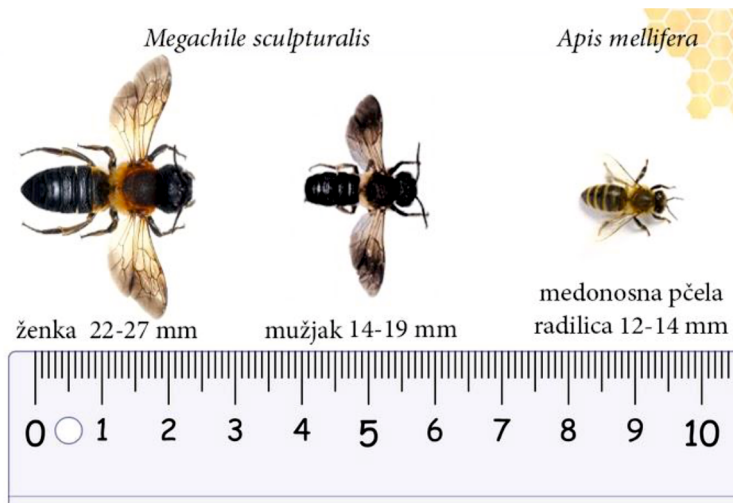 Megachile sculpturalis
Apis mellifera
ženka 22-27 mm
mužjak 14-19 mm
medonosna pčela
radilica 12-14 mm
0 1 2 3 4 5 6 7 8 9 10